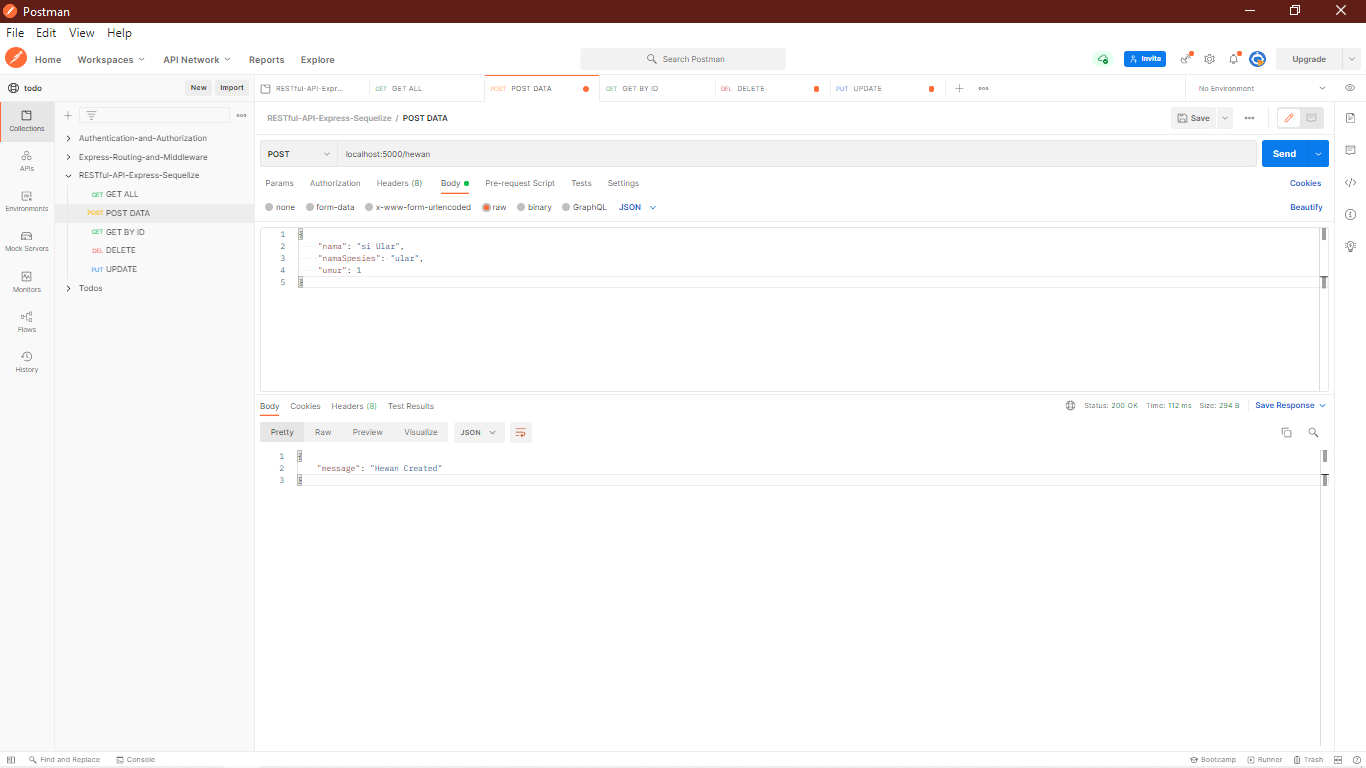 Postman
File Edit View Help
Home Workspaces API Network Reports Explore Search Postman Invite Upgrade
todo New Import RESTful-API-Expr... GET GET ALL POST POST DATA GET GET BY ID DEL DELETE PUT UPDATE No Environment
Collections
APIs
Environments
Mock Servers
Monitors
Flows
History
Authentication-and-Authorization
Express-Routing-and-Middleware
RESTful-API-Express-Sequelize
GET GET ALL
POST POST DATA
GET GET BY ID
DEL DELETE
PUT UPDATE
Todos
RESTful-API-Express-Sequelize / POST DATA Save
POST localhost:5000/hewan Send
Params Authorization Headers (8) Body Pre-request Script Tests Settings Cookies
none form-data x-www-form-urlencoded raw binary GraphQL JSON Beautify
1 {
2 "nama": "si Ular",
3 "namaSpesies": "ular",
4 "umur": 1
5 }
Body Cookies Headers (8) Test Results Status: 200 OK Time: 112 ms Size: 294 B Save Response
Pretty Raw Preview Visualize JSON
1 {
2 "message": "Hewan Created"
3 }
Find and Replace Console Bootcamp Runner Trash